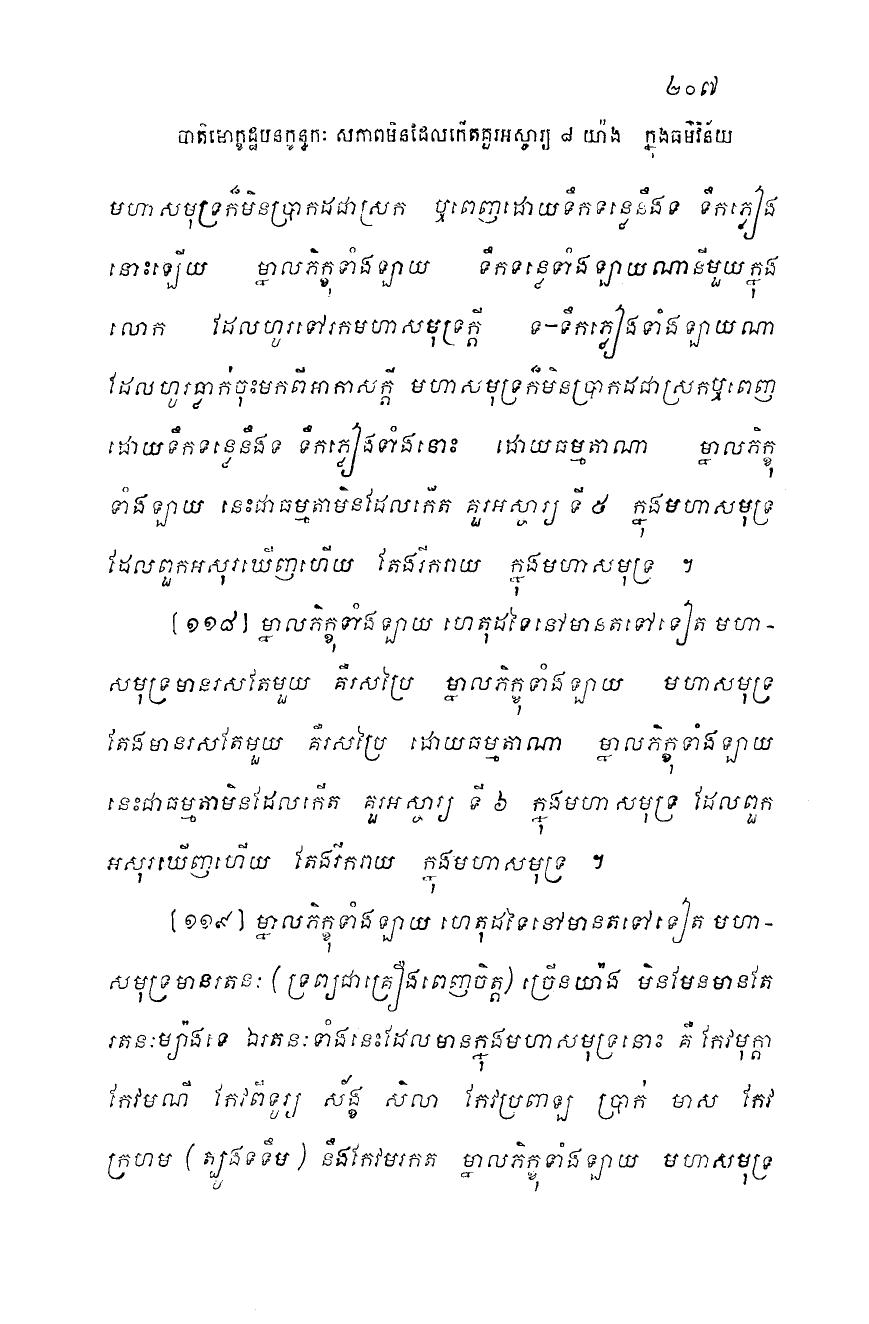 ២០៧
បាតិមោក្ខដ្ឋបនក្ខន្ធកៈ សភាពមិនដែលកើតគួរអស្ចារ្យ ៨ យ៉ាង ក្នុងធម៌វិន័យ
មហាសមុទ្រក៏មិនប្រាកដជាស្រក ឬពេញដោយទឹកទន្លេនឹងទ ទឹកភ្លៀង
នោះឡើយ ម្នាលភិក្ខុទាំងឡាយ ទឹកទន្លេទាំងឡាយណានីមួយក្នុង
លោក ដែលហូរទៅរកមហាសមុទ្រក្តី ទ-ទឹកភ្លៀងទាំងឡាយណា
ដែលហូរធ្លាក់ចុះមកពីអាកាសក្តី មហាសមុទ្រក៏មិនប្រាកដជាស្រកឬពេញ
ដោយទឹកទន្លេនឹងទ ទឹកភ្លៀងទាំងនោះ ដោយធម្មតាណា ម្នាលភិក្ខុ
ទាំងឡាយ នេះជាធម្មតាមិនដែលកើត គួរអស្ចារ្យ ទី ៥ ក្នុងមហាសមុទ្រ
ដែលពួកអសុរឃើញហើយ តែងរីករាយ ក្នុងមហាសមុទ្រ ។
[១១៨] ម្នាលភិក្ខុទាំងឡាយ ហេតុដទៃនៅមានតទៅទៀត មហា-
សមុទ្រមានរសតែមួយ គឺរសប្រៃ ម្នាលភិក្ខុទាំងឡាយ មហាសមុទ្រ
តែងមានរសតែមួយ គឺរសប្រៃ ដោយធម្មតាណា ម្នាលភិក្ខុទាំងឡាយ
នេះជាធម្មតាមិនដែលកើត គួរអស្ចារ្យ ទី ៦ ក្នុងមហាសមុទ្រ ដែលពួក
អសុរឃើញហើយ តែងរីករាយ ក្នុងមហាសមុទ្រ ។
[១១៩] ម្នាលភិក្ខុទាំងឡាយ ហេតុដទៃនៅមានតទៅទៀត មហា-
សមុទ្រមានរតនៈ (ទ្រព្យជាគ្រឿងពេញចិត្ត) ច្រើនយ៉ាង មិនមែនមានតែ
រតនៈម្យ៉ាងទេ ឯរតនៈទាំងនេះដែលមានក្នុងមហាសមុទ្រនោះ គឺ កែវមុក្តា
កែវមណី កែវពិទូរ្យ ស័ង្ខ សិលា កែវប្រពាឡ ប្រាក់ មាស កែវ
ក្រហម (ត្បូងទទឹម) នឹងកែវមរកត ម្នាលភិក្ខុទាំងឡាយ មហាសមុទ្រ